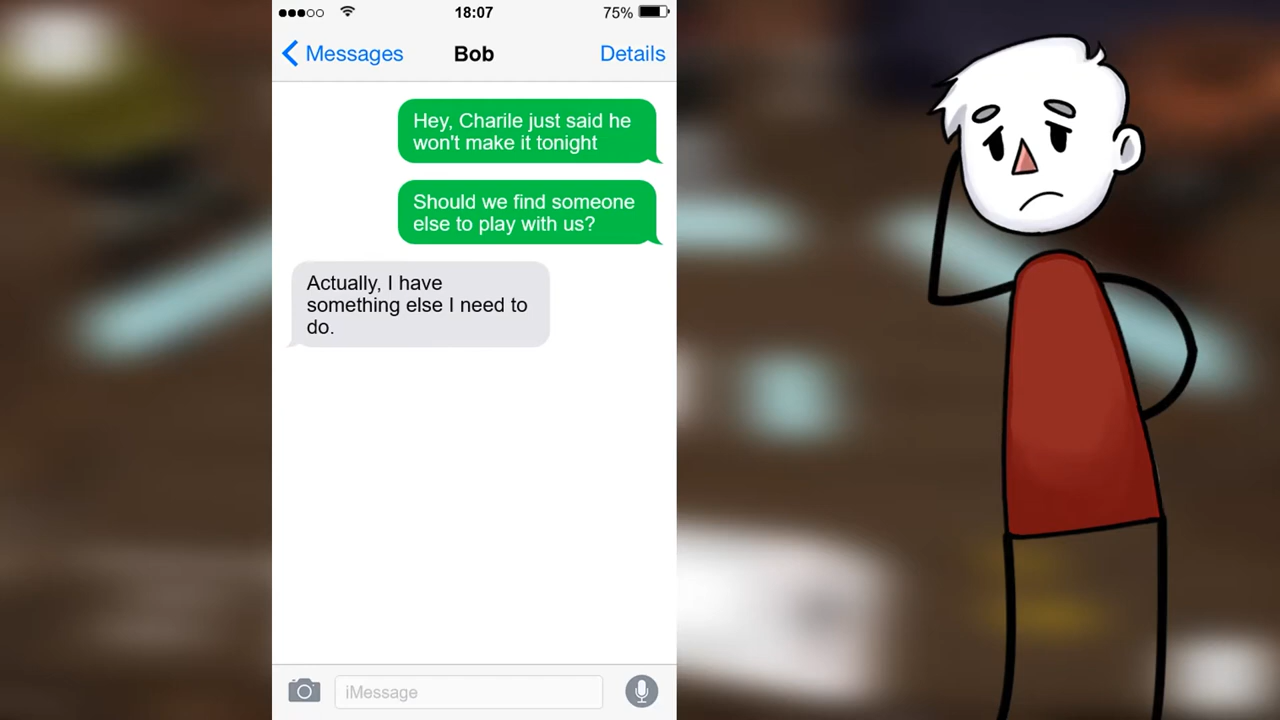 18:07
75%
Messages
Bob
Details
Hey, Charile just said he
won't make it tonight
Should we find someone
else to play with us?
Actually, I have
something else I need to
do.
iMessage